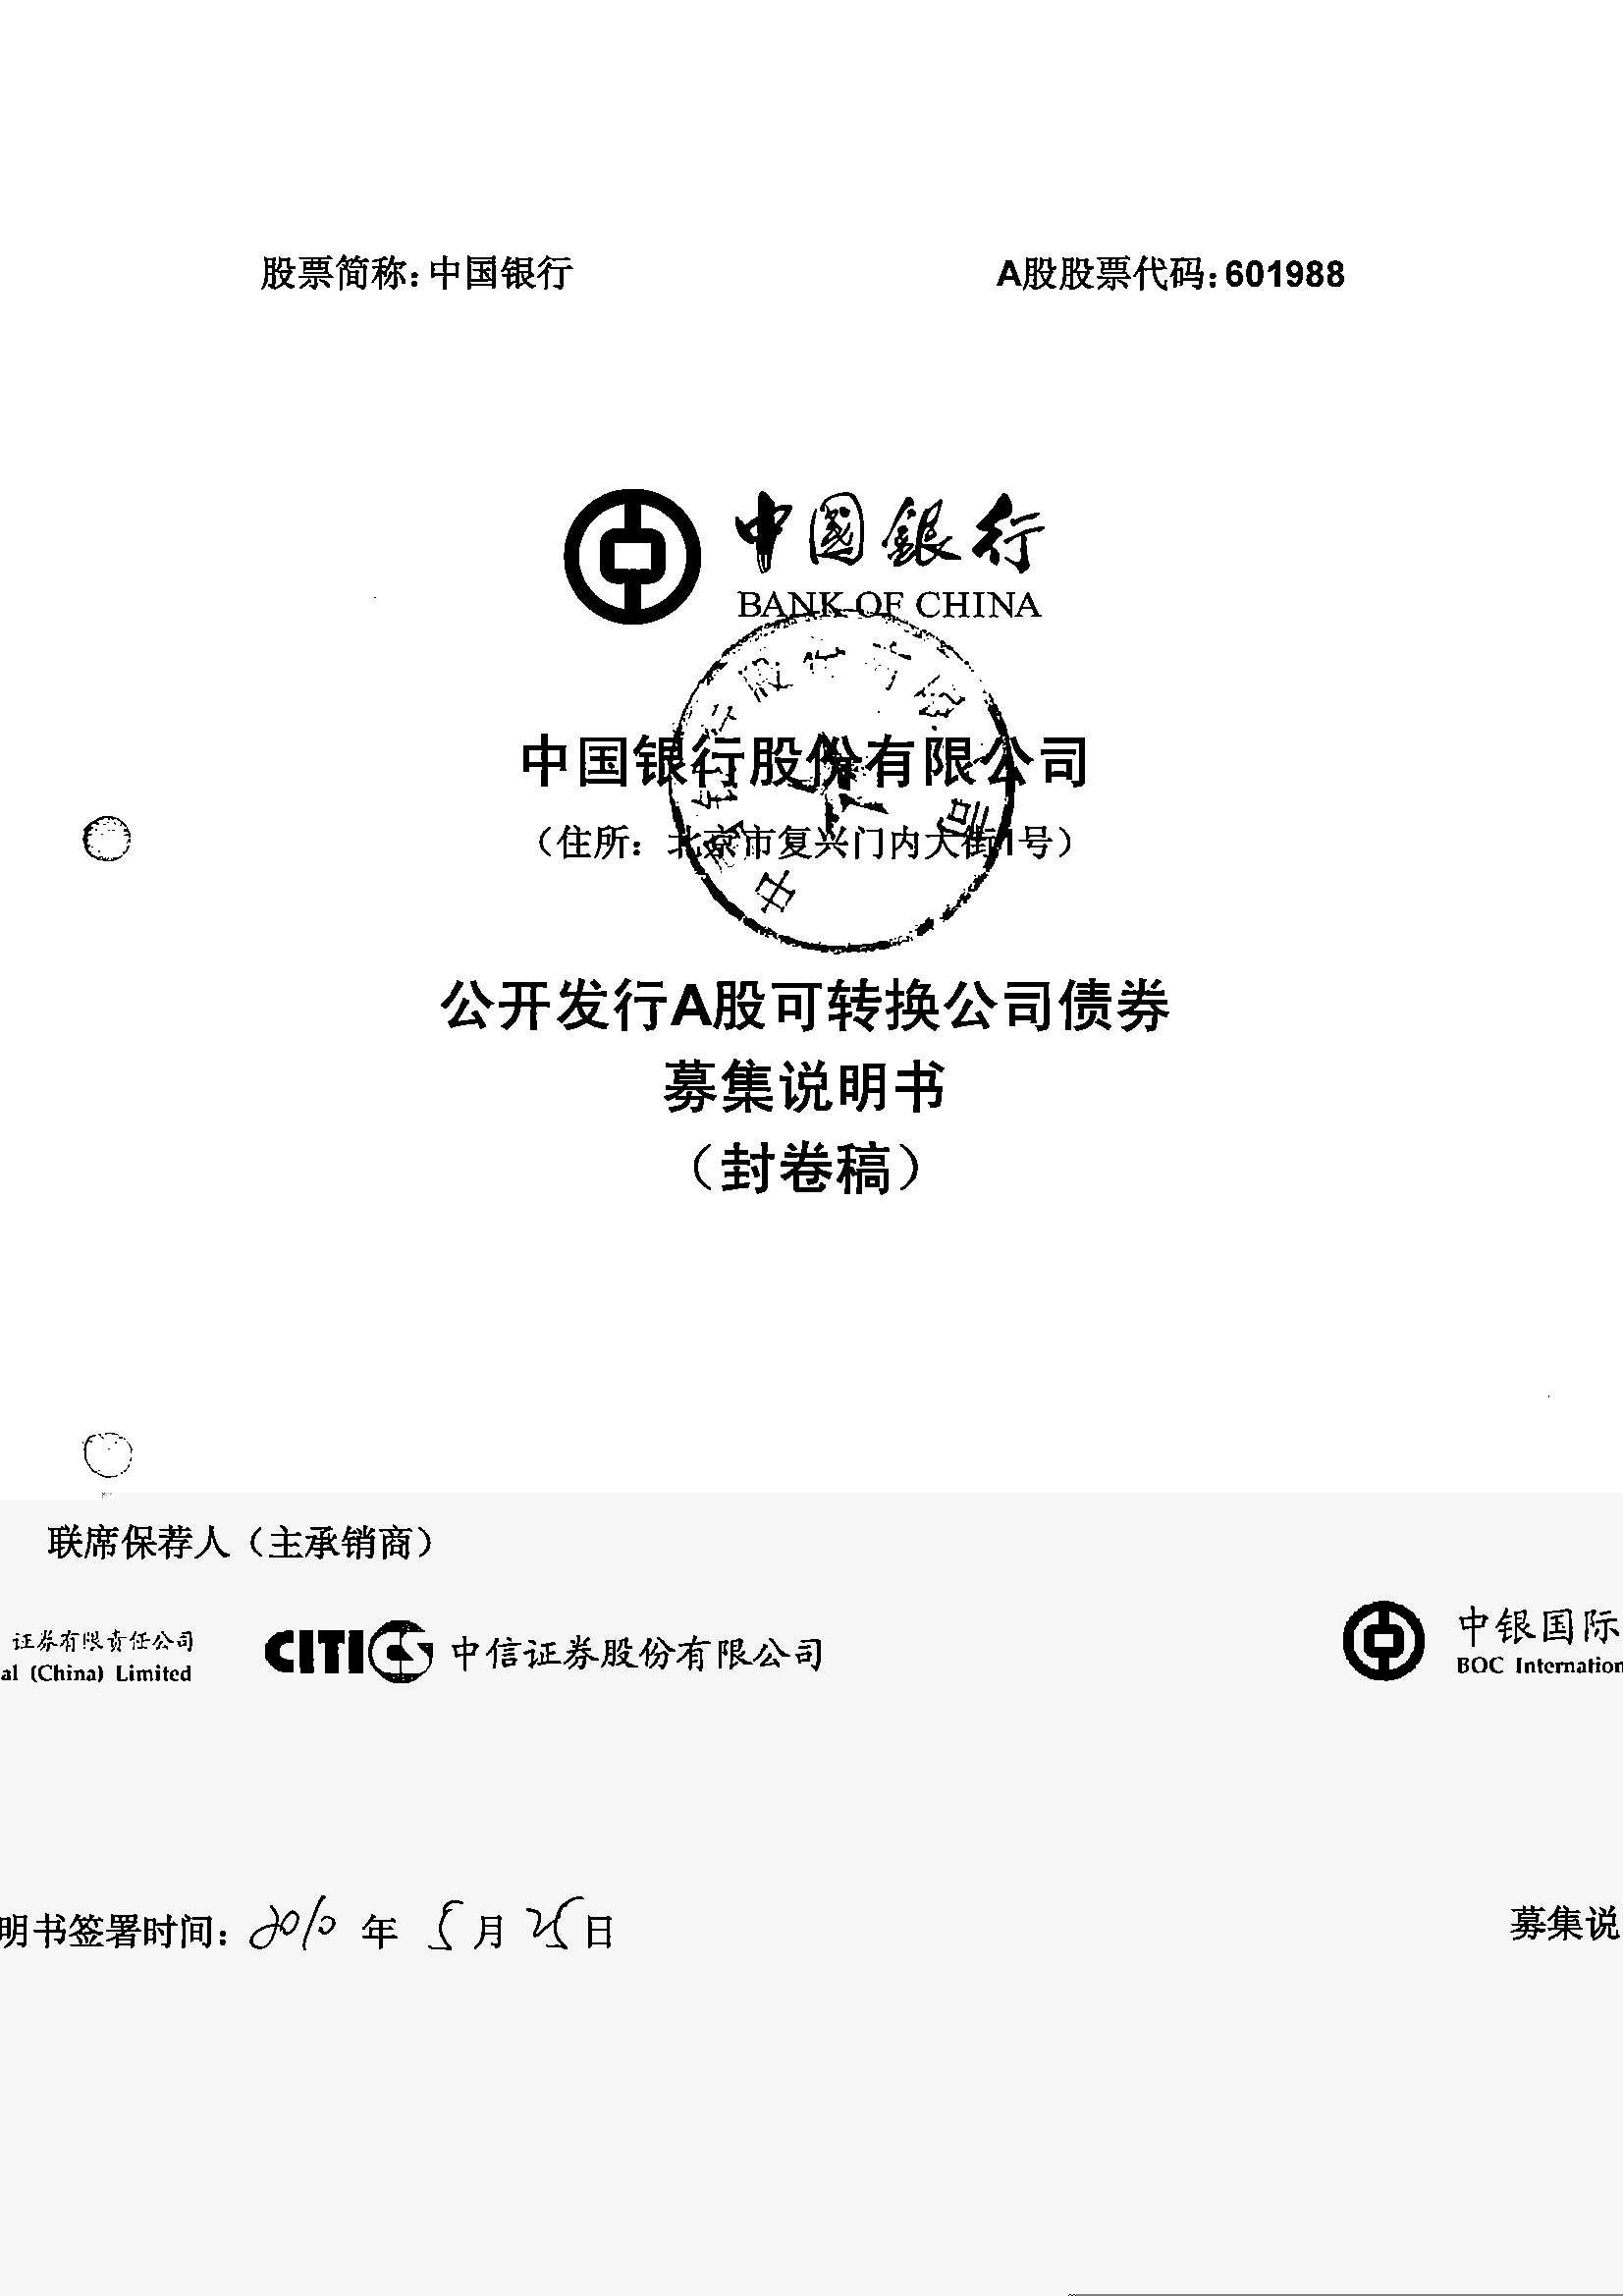 股票简称：中国银行
A股股票代码：601988
中國銀行
BANK OF CHINA
中国银行股份有限公司
（住所：北京市复兴门内大街1号）
公开发行A股可转换公司债券
募集说明书
（封卷稿）
联席保荐人（主承销商）
证券有限责任公司
al (China) Limited
CITIC
中信证券股份有限公司
中银国际
BOC Internation
明书签署时间：2010 年 5 月 25 日
募集说